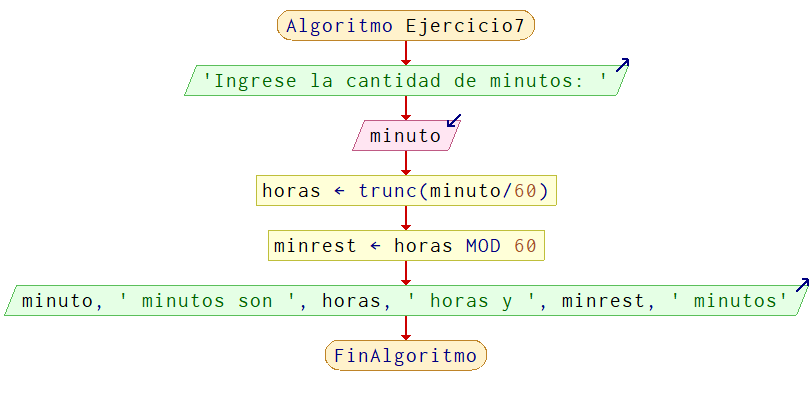 Algoritmo Ejercicio7
'Ingrese la cantidad de minutos: '
minuto
horas ← trunc(minuto/60)
minrest ← horas MOD 60
minuto, ' minutos son ', horas, ' horas y ', minrest, ' minutos'
FinAlgoritmo